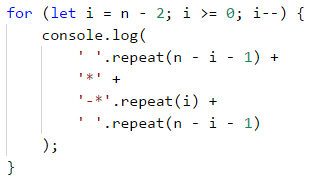 for (let i = n - 2; i >= 0; i--) {
    console.log(
        ' '.repeat(n - i - 1) +
        '*' +
        '-*'.repeat(i) +
        ' '.repeat(n - i - 1)
    );
}